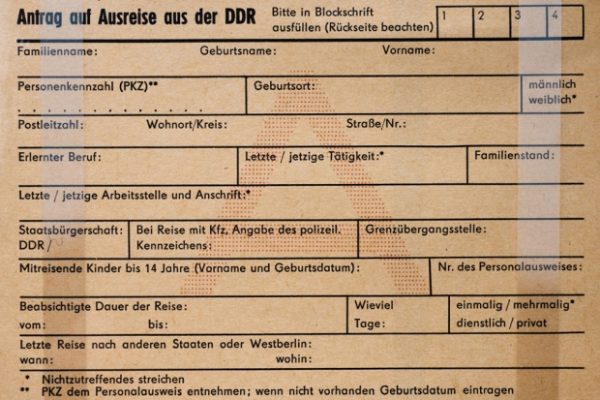 Antrag auf Ausreise aus der DDR Bitte in Blockschrift ausfüllen (Rückseite beachten) 1 2 3 4
Familienname: Geburtsname: Vorname:
Personenkennzahl (PKZ)** Geburtsort: männlich
weiblich*
Postleitzahl: Wohnort/Kreis: Straße/Nr.:
Erlernter Beruf: Letzte / jetzige Tätigkeit:* Familienstand:
Letzte / jetzige Arbeitsstelle und Anschrift:*
Staatsbürgerschaft: Bei Reise mit Kfz, Angabe des polizeil. Grenzübergangsstelle:
DDR/ Kennzeichens:
Mitreisende Kinder bis 14 Jahre (Vorname und Geburtsdatum): Nr. des Personalausweises:
Beabsichtigte Dauer der Reise: Wieviel einmalig / mehrmalig*
vom: bis: Tage: dienstlich / privat
Letzte Reise nach anderen Staaten oder Westberlin:
wann: wohin:
* Nichtzutreffendes streichen
** PKZ dem Personalausweis entnehmen; wenn nicht vorhanden Geburtsdatum eintragen
A